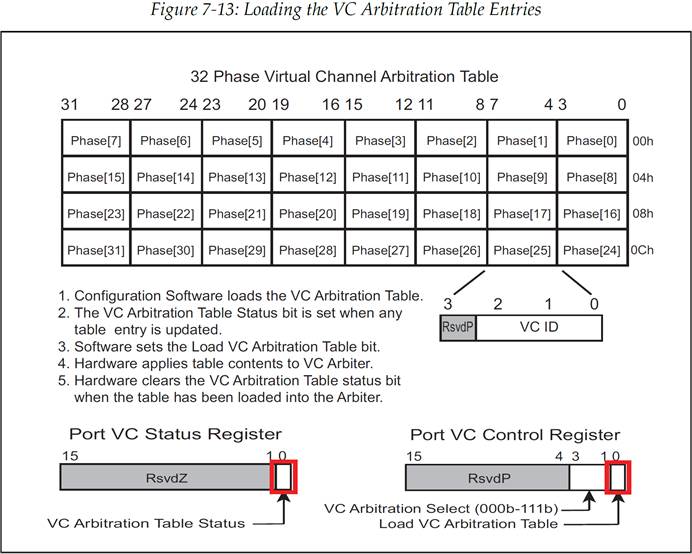 Figure 7-13: Loading the VC Arbitration Table Entries
32 Phase Virtual Channel Arbitration Table
31 28 27 24 23 20 19 16 15 12 11 8 7 4 3 0
Phase[7] Phase[6] Phase[5] Phase[4] Phase[3] Phase[2] Phase[1] Phase[0] 00h
Phase[15] Phase[14] Phase[13] Phase[12] Phase[11] Phase[10] Phase[9] Phase[8] 04h
Phase[23] Phase[22] Phase[21] Phase[20] Phase[19] Phase[18] Phase[17] Phase[16] 08h
Phase[31] Phase[30] Phase[29] Phase[28] Phase[27] Phase[26] Phase[25] Phase[24] 0Ch
3 2 1 0
RsvdP VC ID
1. Configuration Software loads the VC Arbitration Table.
2. The VC Arbitration Table Status bit is set when any
table entry is updated.
3. Software sets the Load VC Arbitration Table bit.
4. Hardware applies table contents to VC Arbiter.
5. Hardware clears the VC Arbitration Table status bit
when the table has been loaded into the Arbiter.
Port VC Status Register
15 1 0
RsvdZ
VC Arbitration Table Status
Port VC Control Register
15 4 3 1 0
RsvdP
VC Arbitration Select (000b-111b)
Load VC Arbitration Table